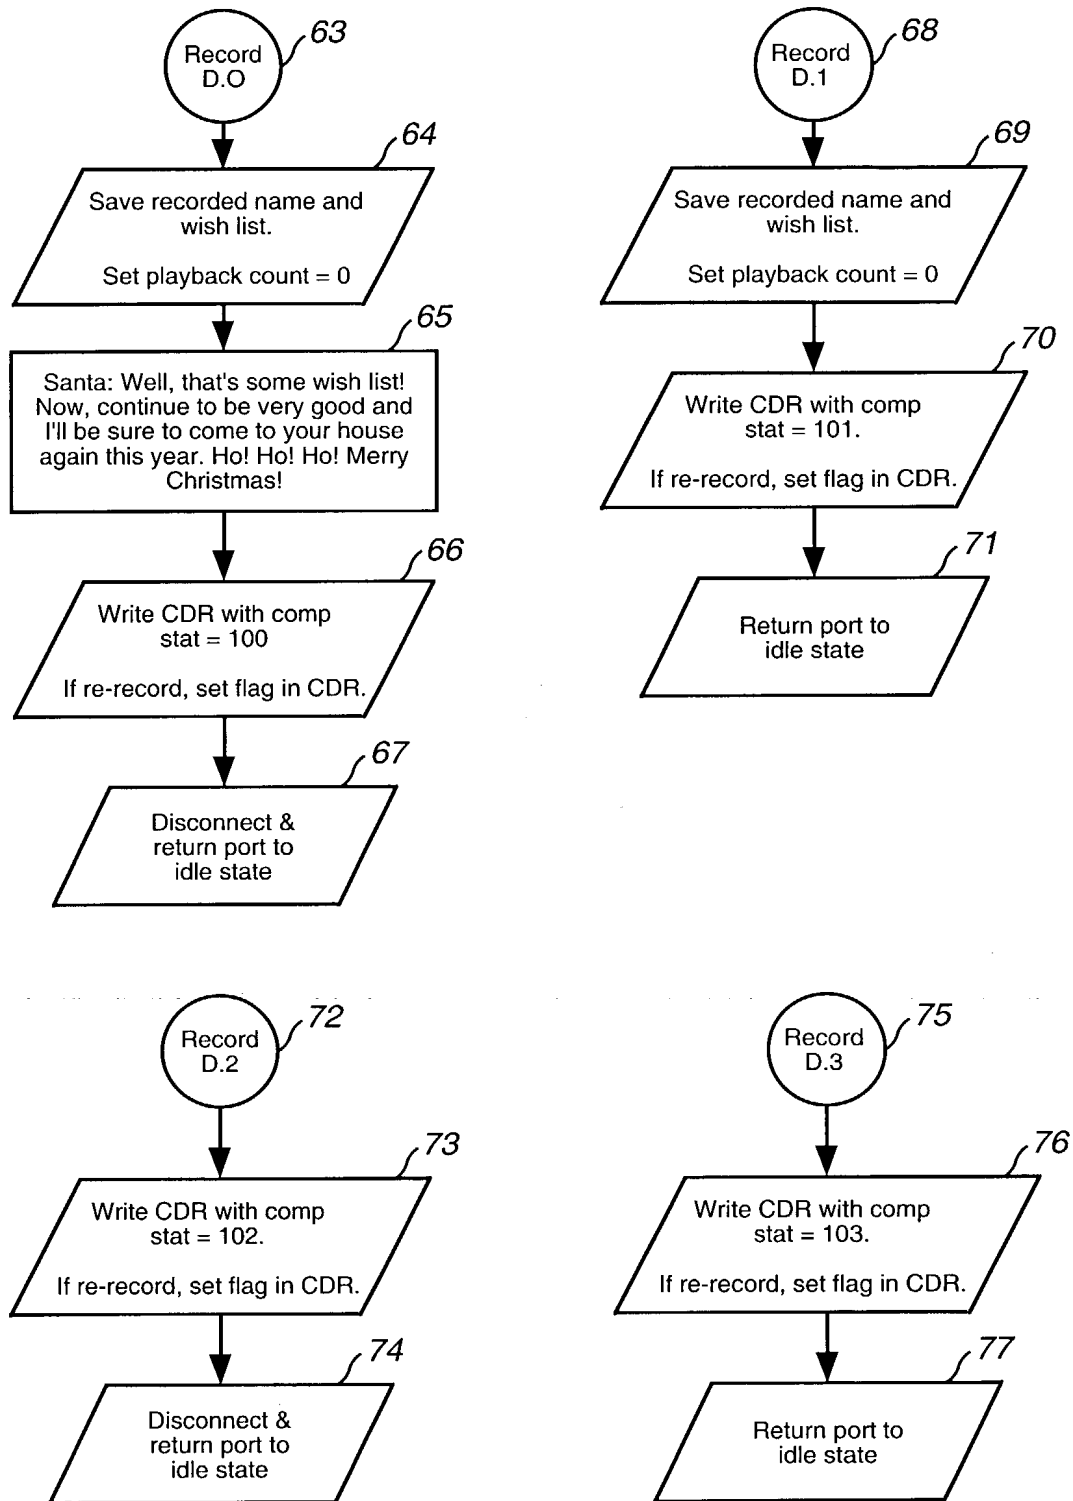 63
Record
D.O
64
Save recorded name and
wish list.
Set playback count = 0
65
Santa: Well, that's some wish list!
Now, continue to be very good and
I'll be sure to come to your house
again this year. Ho! Ho! Ho! Merry
Christmas!
66
Write CDR with comp
stat = 100
If re-record, set flag in CDR.
67
Disconnect &
return port to
idle state
68
Record
D.1
69
Save recorded name and
wish list.
Set playback count = 0
70
Write CDR with comp
stat = 101.
If re-record, set flag in CDR.
71
Return port to
idle state
72
Record
D.2
73
Write CDR with comp
stat = 102.
If re-record, set flag in CDR.
74
Disconnect &
return port to
idle state
75
Record
D.3
76
Write CDR with comp
stat = 103.
If re-record, set flag in CDR.
77
Return port to
idle state